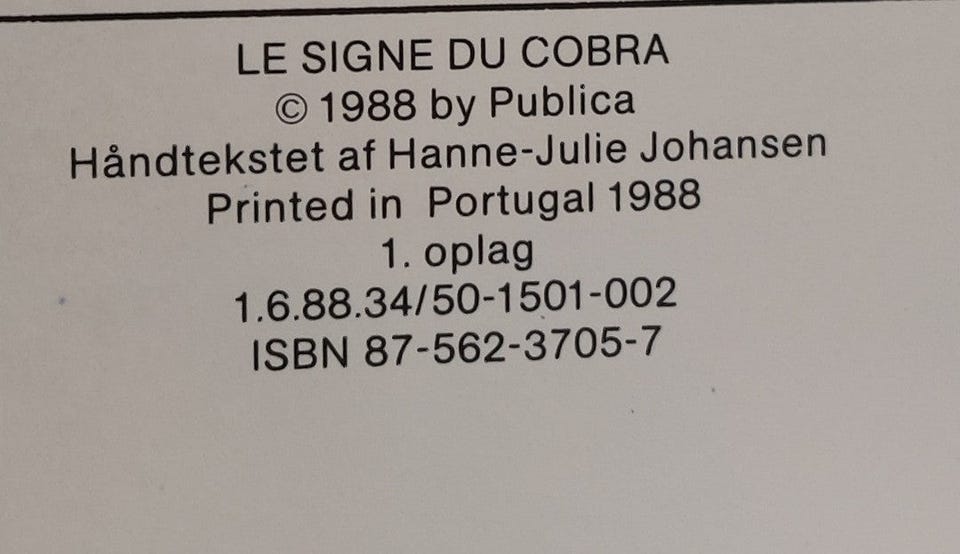 LE SIGNE DU COBRA
© 1988 by Publica
Håndtekstet af Hanne-Julie Johansen
Printed in Portugal 1988
1. oplag
1.6.88.34/50-1501-002
ISBN 87-562-3705-7